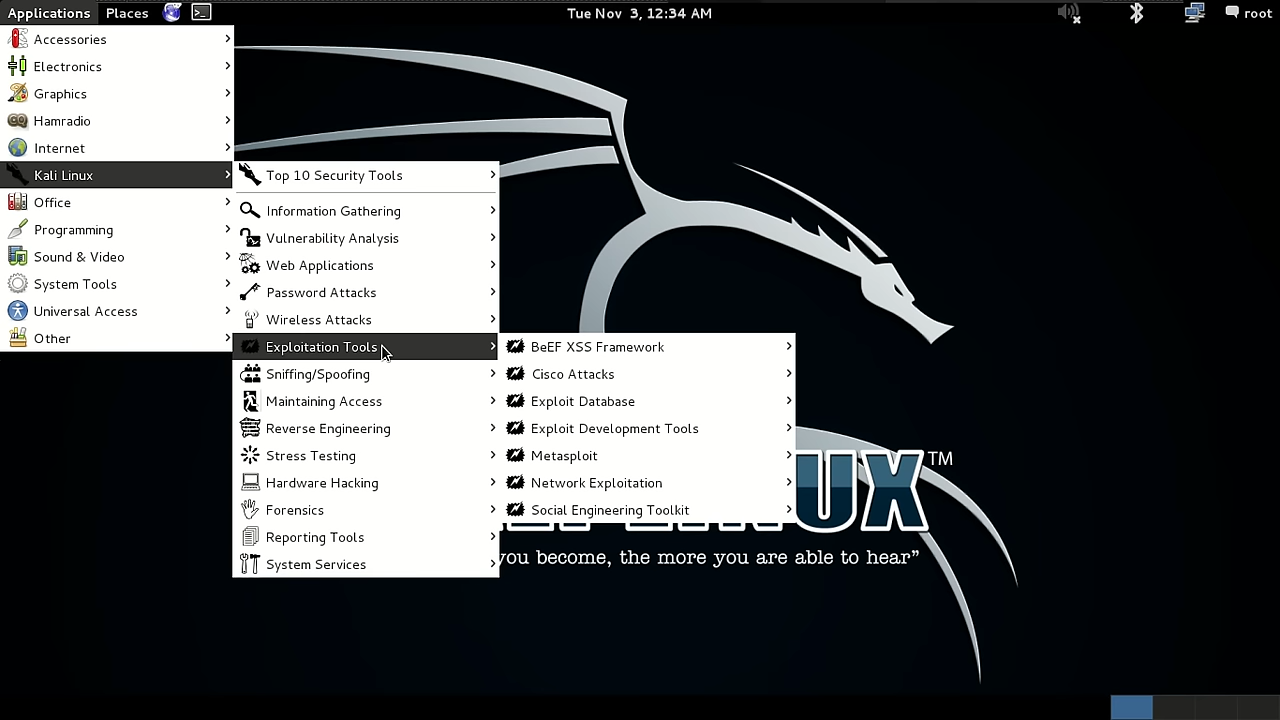 Applications Places Tue Nov 3, 12:34 AM root
Accessories
Electronics
Graphics
Hamradio
Internet
Kali Linux
Office
Programming
Sound & Video
System Tools
Universal Access
Other
Top 10 Security Tools
Information Gathering
Vulnerability Analysis
Web Applications
Password Attacks
Wireless Attacks
Exploitation Tools
Sniffing/Spoofing
Maintaining Access
Reverse Engineering
Stress Testing
Hardware Hacking
Forensics
Reporting Tools
System Services
BeEF XSS Framework
Cisco Attacks
Exploit Database
Exploit Development Tools
Metasploit
Network Exploitation
Social Engineering Toolkit
UX TM
you become, the more you are able to hear”